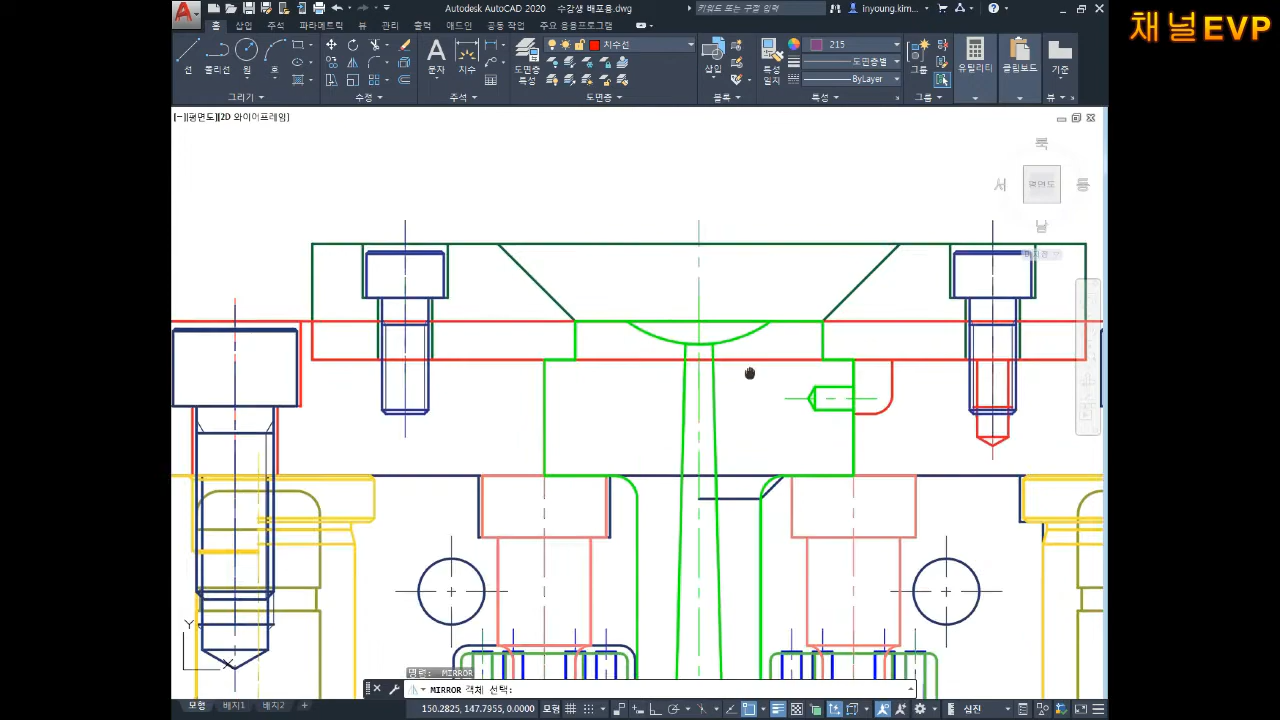 Autodesk AutoCAD 2020 수강생 배포용.dwg
키워드 또는 구문 입력
inyoung.kim...
채널EVP
홈 삽입 주석 파라메트릭 뷰 관리 출력 애드인 협업 공동 작업 주요 응용프로그램
선 폴리선 원 호
문자 치수
도면층 특성
지수선
삽입
특성 일치
215
도면층별
ByLayer
그룹
유틸리티
클립보드
기준
그리기 수정 주석 도면층 블록 특성 그룹 뷰
[−][평면도][2D 와이어프레임]
북
서 평면도 동
남
Y
X
명령: MIRROR
MIRROR 객체 선택:
모형 배치1 배치2 +
150.2825, 147.7955, 0.0000 모형
십진